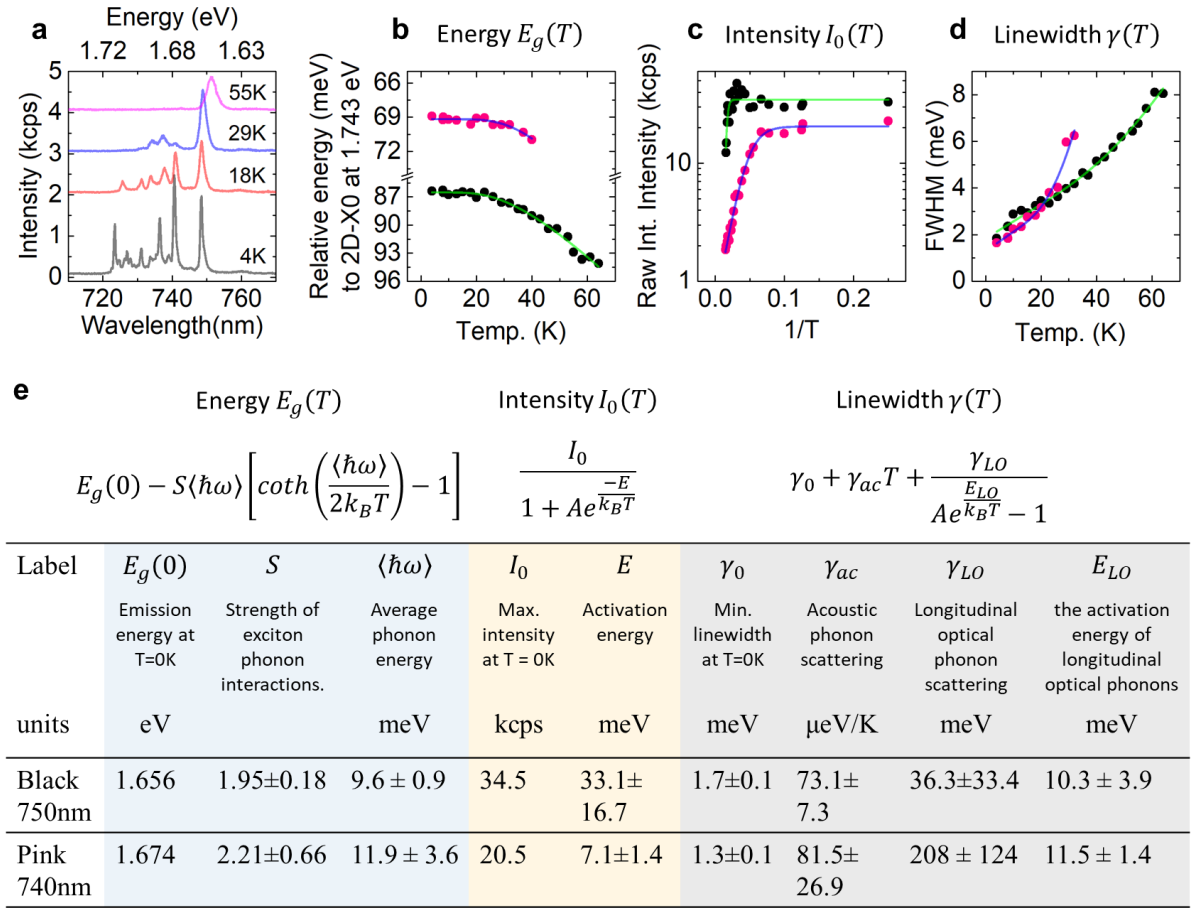 a
Energy (eV)
1.72 1.68 1.63
Intensity (kcps)
5
4
3
2
1
0
55K
29K
18K
4K
720 740 760
Wavelength(nm)
b
Energy E_g(T)
Relative energy (meV)
to 2D-X0 at 1.743 eV
66
69
72
87
90
93
96
0 20 40 60
Temp. (K)
c
Intensity I_0(T)
Raw Int. Intensity (kcps)
10
1
0.0 0.1 0.2
1/T
d
Linewidth γ(T)
FWHM (meV)
8
6
4
2
0
0 20 40 60
Temp. (K)
e
Energy E_g(T) Intensity I_0(T) Linewidth γ(T)
E_g(0) − S⟨ħω⟩[coth(⟨ħω⟩/2k_BT) − 1]
I_0/(1 + Ae^(−E/k_BT))
γ_0 + γ_ac T + γ_LO/(Ae^(E_LO/k_BT) − 1)
Label E_g(0) S ⟨ħω⟩ I_0 E γ_0 γ_ac γ_LO E_LO
Emission
energy at
T=0K
Strength of
exciton
phonon
interactions.
Average
phonon
energy
Max.
intensity
at T = 0K
Activation
energy
Min.
linewidth
at T=0K
Acoustic
phonon
scattering
Longitudinal
optical
phonon
scattering
the activation
energy of
longitudinal
optical phonons
units eV meV kcps meV meV μeV/K meV meV
Black
750nm
1.656 1.95±0.18 9.6 ± 0.9 34.5
33.1±
16.7
1.7±0.1
73.1±
7.3
36.3±33.4 10.3 ± 3.9
Pink
740nm
1.674 2.21±0.66 11.9 ± 3.6 20.5 7.1±1.4 1.3±0.1
81.5±
26.9
208 ± 124 11.5 ± 1.4